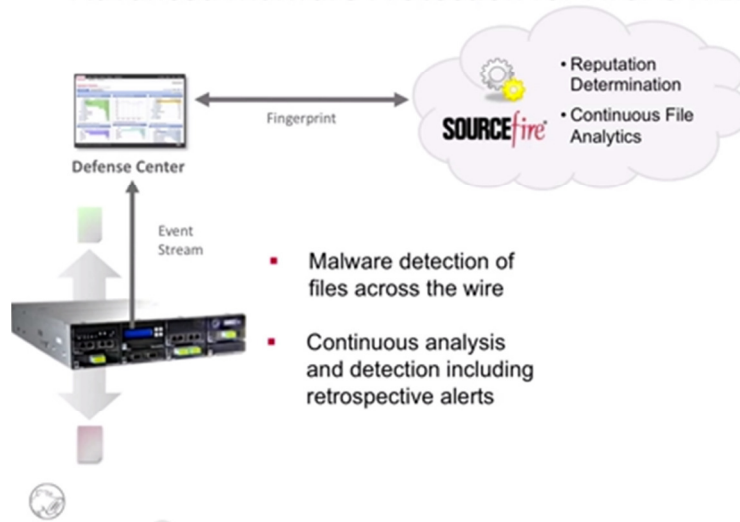 • Reputation
Determination
• Continuous File
Analytics
SOURCEfire®
Fingerprint
Defense Center
Event
Stream
▪ Malware detection of
files across the wire
▪ Continuous analysis
and detection including
retrospective alerts